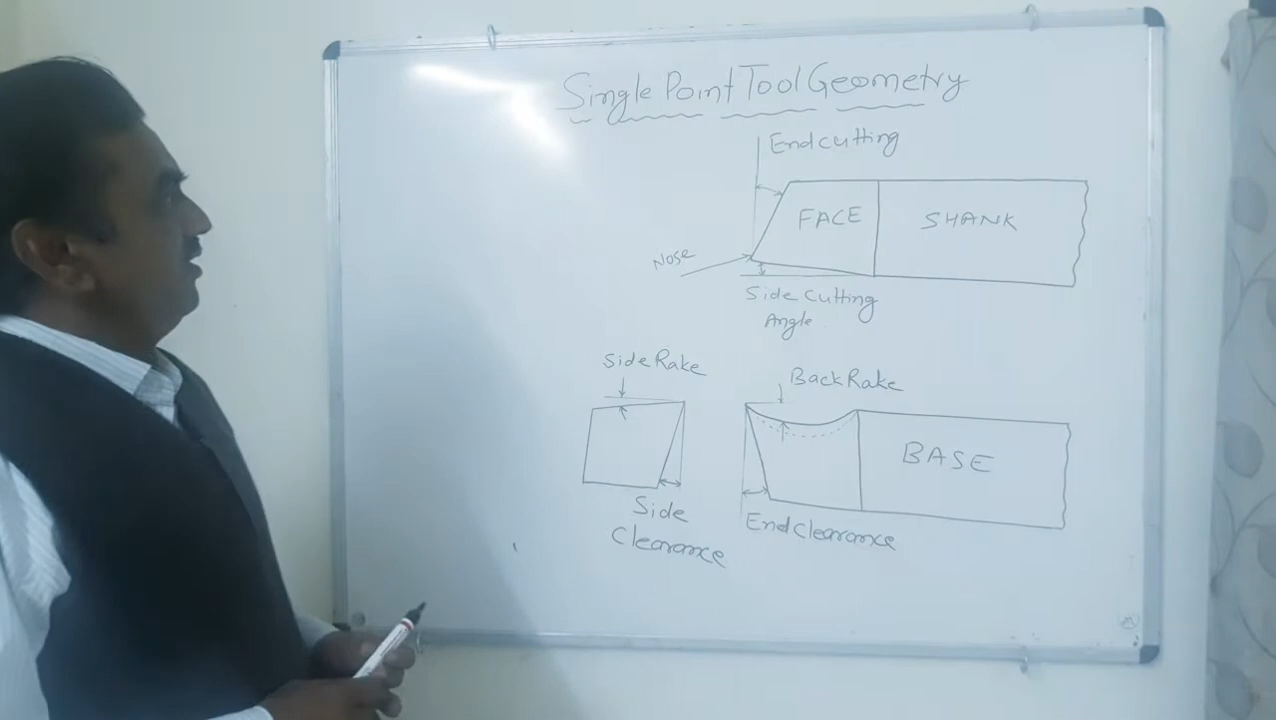 Single Point Tool Geometry
End cutting
FACE
SHANK
Nose
Side Cutting
Angle
Side Rake
Back Rake
BASE
Side
Clearance
End Clearance